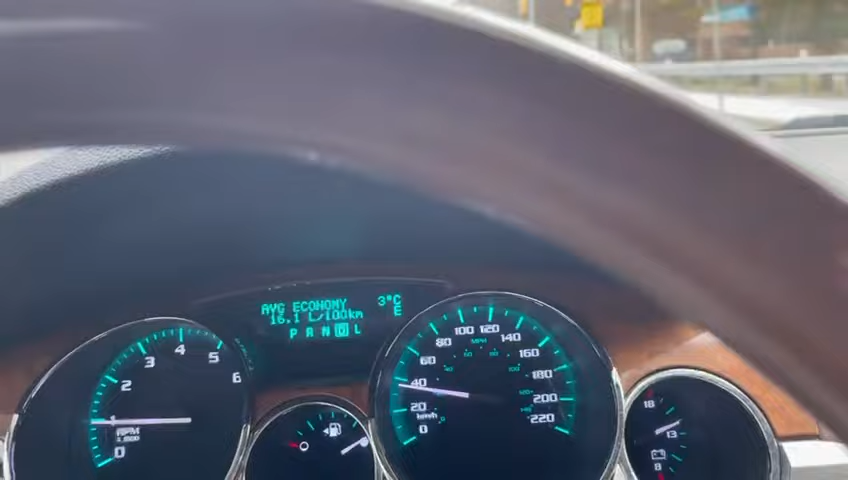 AVG ECONOMY 3°C
16.1 L/100km E
P R N D L
0 1 2 3 4 5 6
RPM
x1000
0 20 40 60 80 100 120 140 160 180 200 220
km/h
MPH
8 13 18